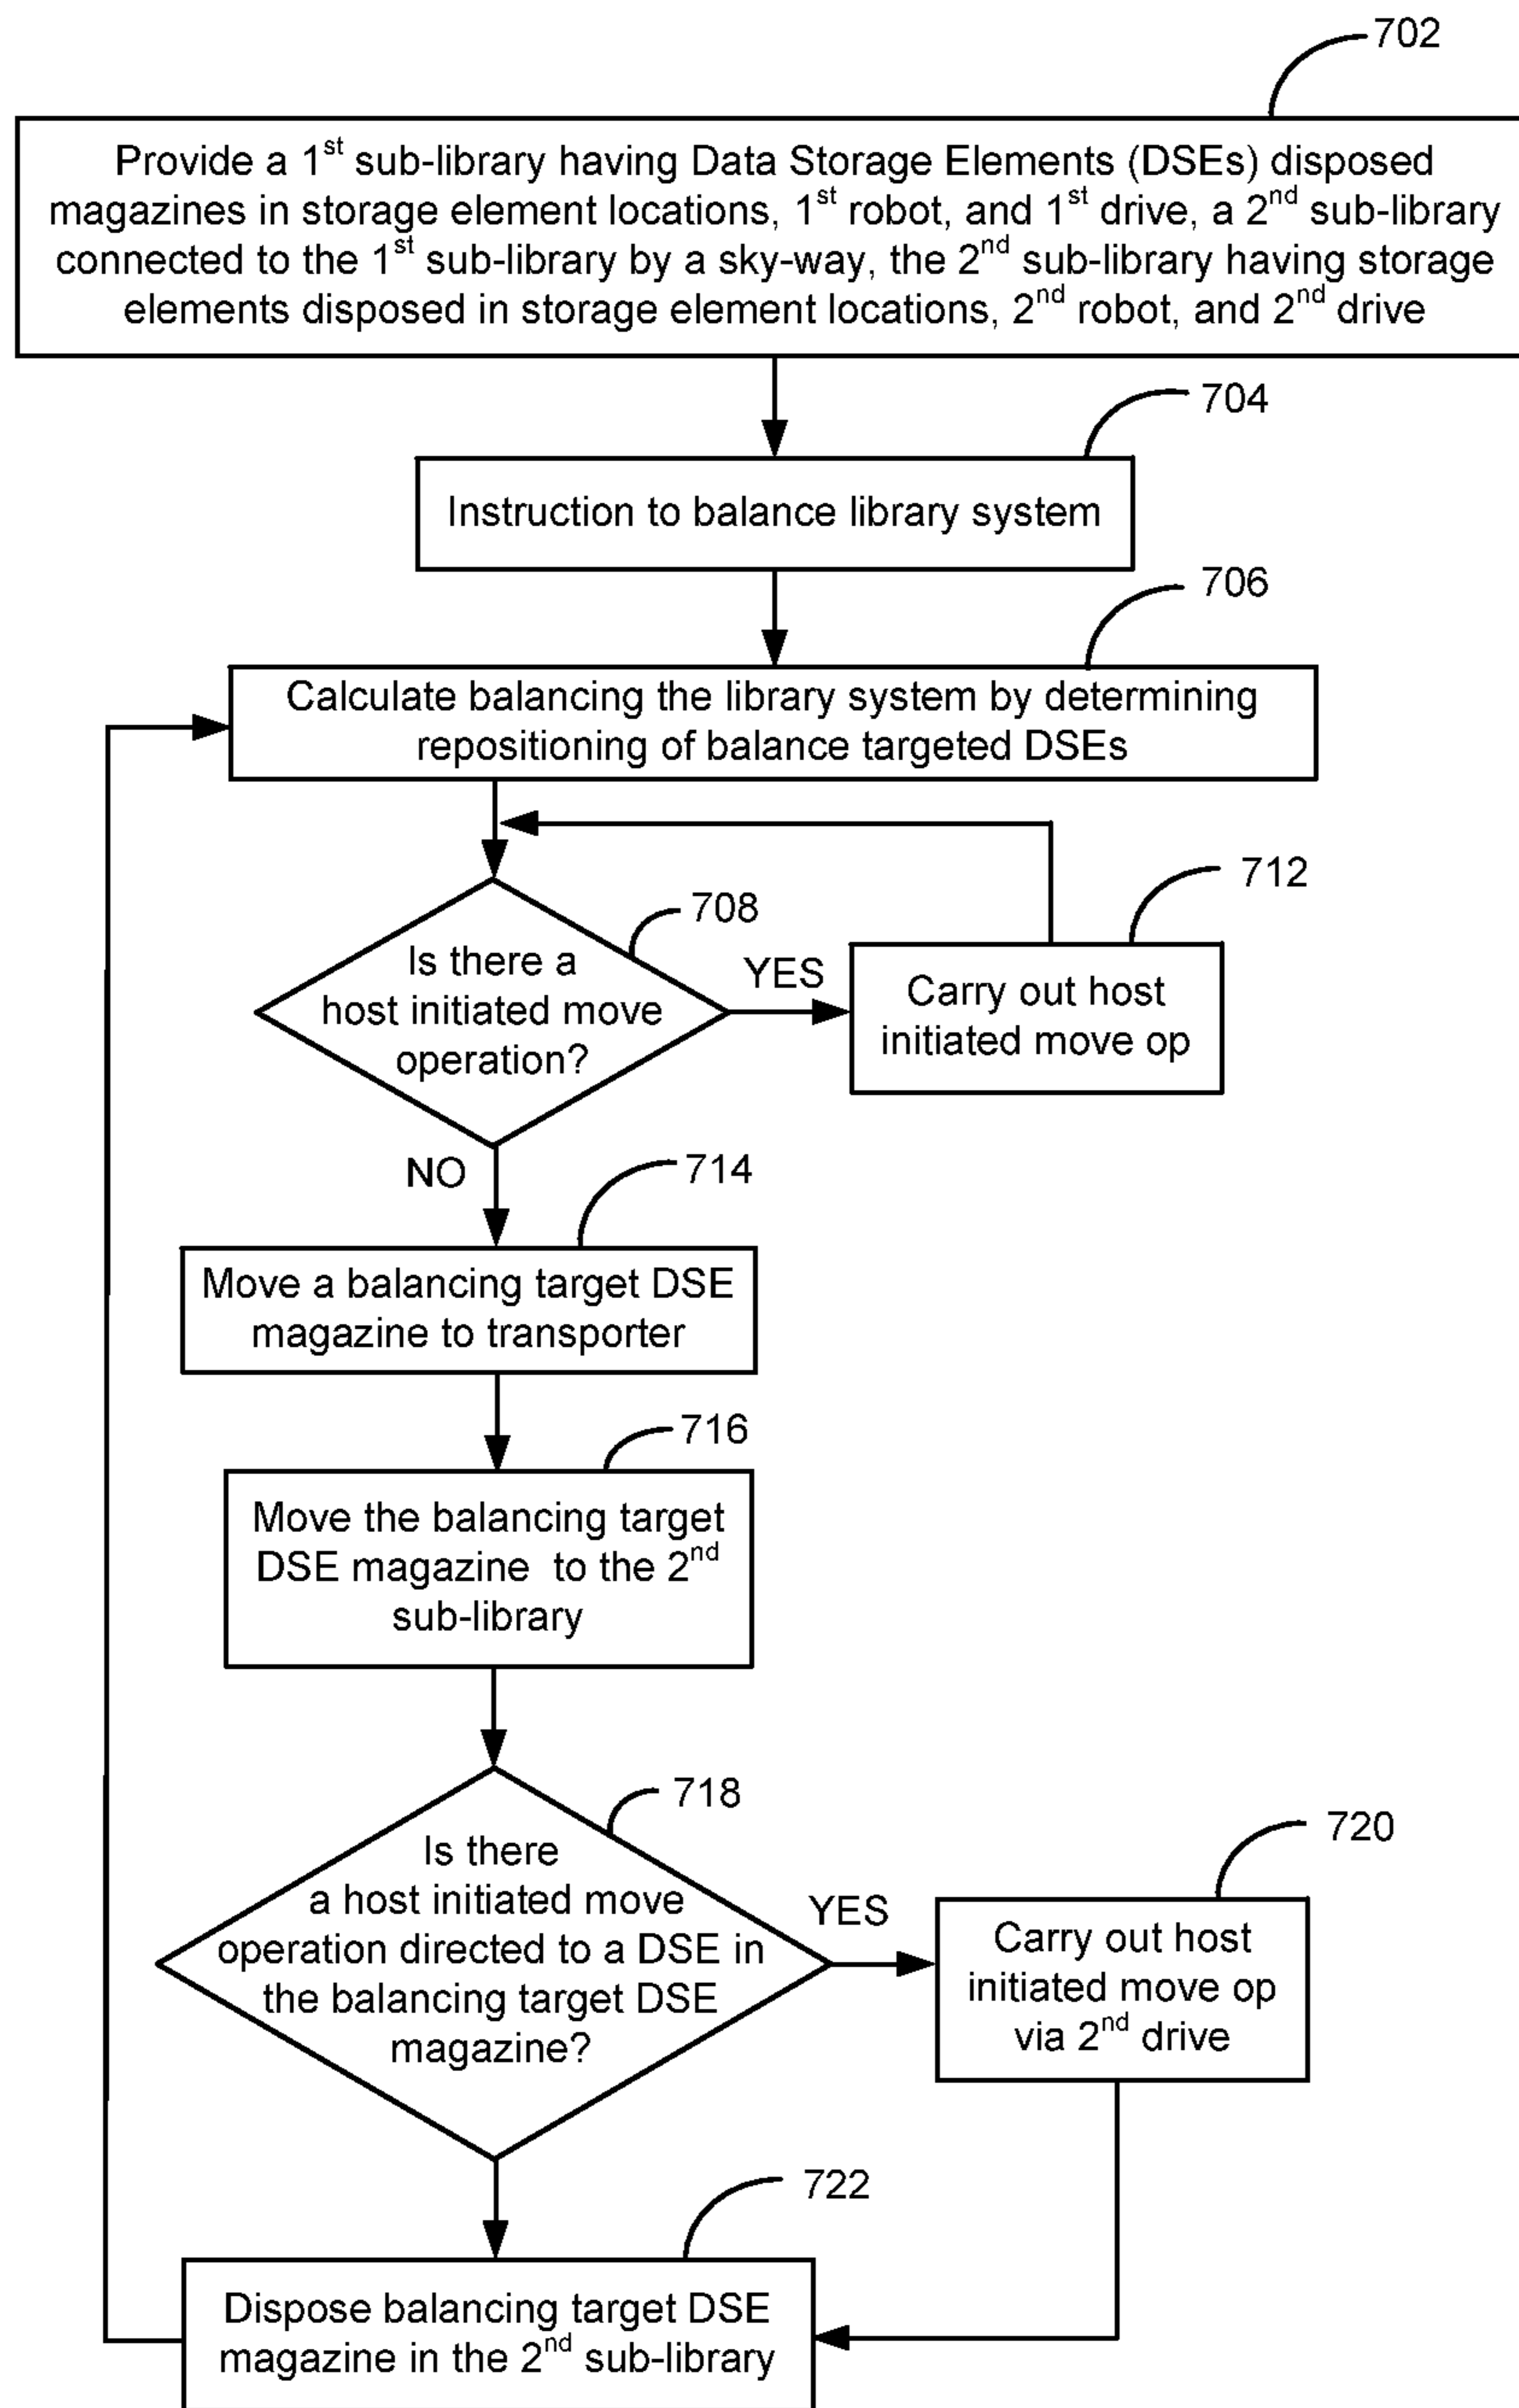 702
Provide a 1st sub-library having Data Storage Elements (DSEs) disposed
magazines in storage element locations, 1st robot, and 1st drive, a 2nd sub-library
connected to the 1st sub-library by a sky-way, the 2nd sub-library having storage
elements disposed in storage element locations, 2nd robot, and 2nd drive
704
Instruction to balance library system
706
Calculate balancing the library system by determining
repositioning of balance targeted DSEs
708
Is there a
host initiated move
operation?
YES
712
Carry out host
initiated move op
NO
714
Move a balancing target DSE
magazine to transporter
716
Move the balancing target
DSE magazine to the 2nd
sub-library
718
Is there
a host initiated move
operation directed to a DSE in
the balancing target DSE
magazine?
YES
720
Carry out host
initiated move op
via 2nd drive
722
Dispose balancing target DSE
magazine in the 2nd sub-library